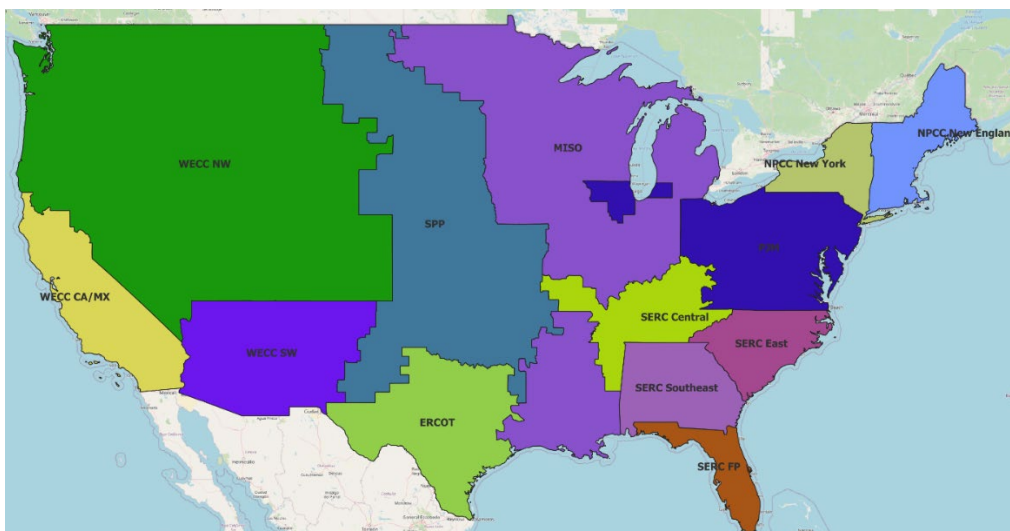 NPCC New England
WECC NW
MISO
NPCC New York
SPP
PJM
WECC CA/MX
SERC Central
SERC East
WECC SW
SERC Southeast
ERCOT
SERC FP